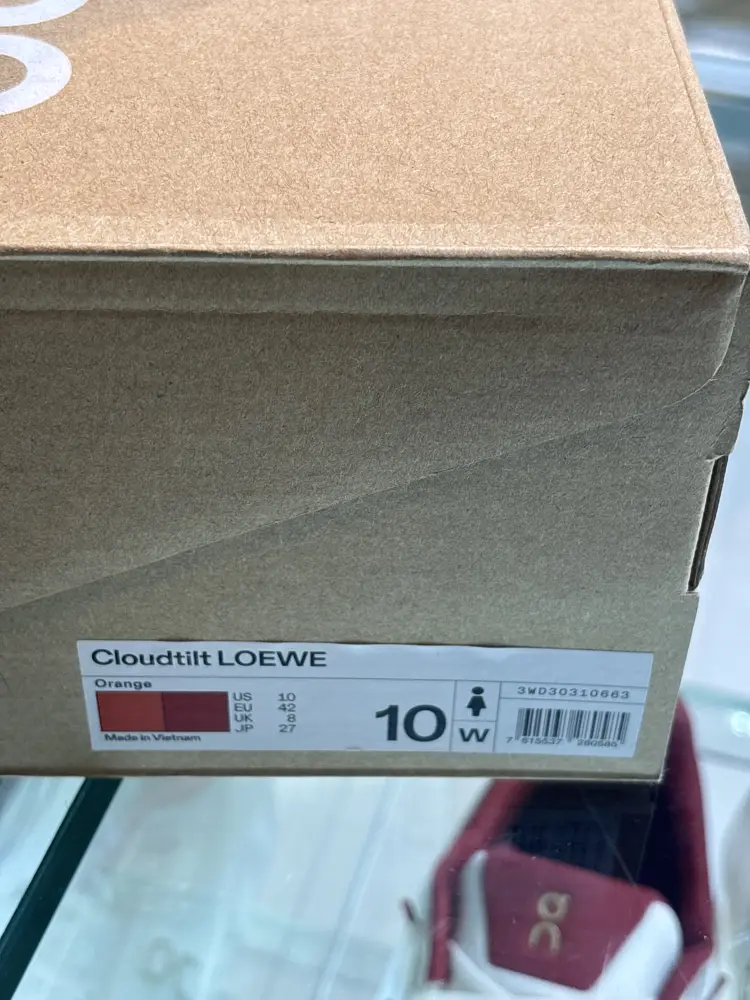 Cloudtilt LOEWE
Orange
US 10
EU 42
UK 8
JP 27
Made in Vietnam
10
W
3WD30310663